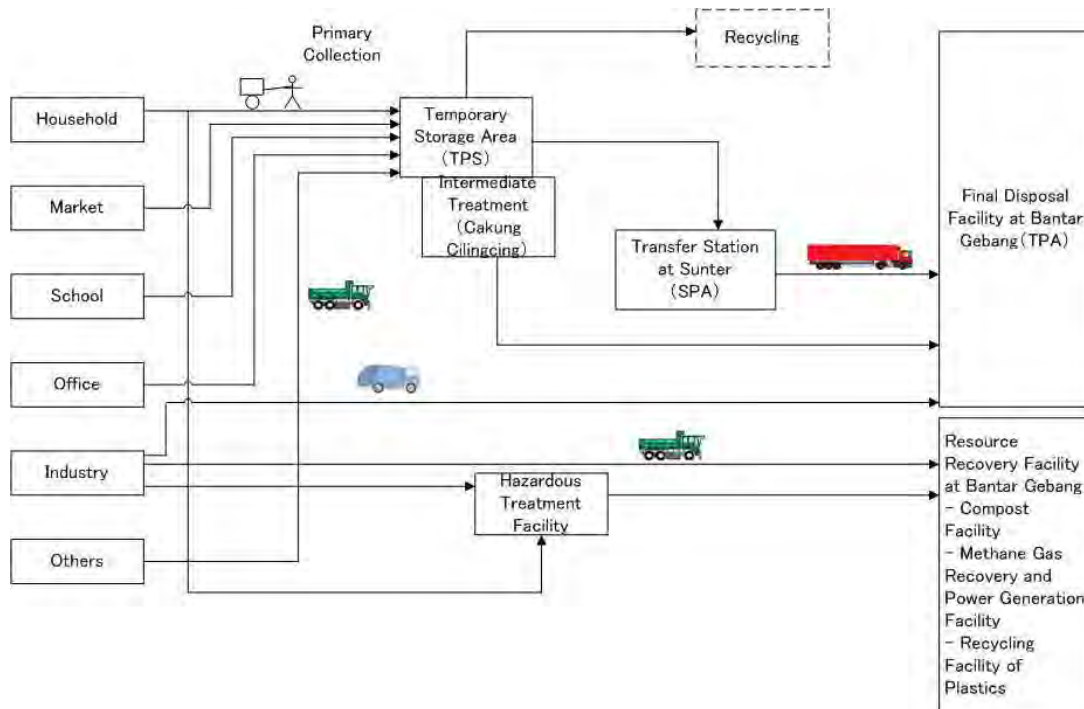 Primary
Collection
Recycling
Household
Temporary
Storage Area
(TPS)
Market
Intermediate
Treatment
(Cakung
Cilingcing)
Final Disposal
Facility at Bantar
Gebang(TPA)
Transfer Station
at Sunter
(SPA)
School
Office
Industry
Hazardous
Treatment
Facility
Resource
Recovery Facility
at Bantar Gebang
- Compost
Facility
- Methane Gas
Recovery and
Power Generation
Facility
- Recycling
Facility of
Plastics
Others